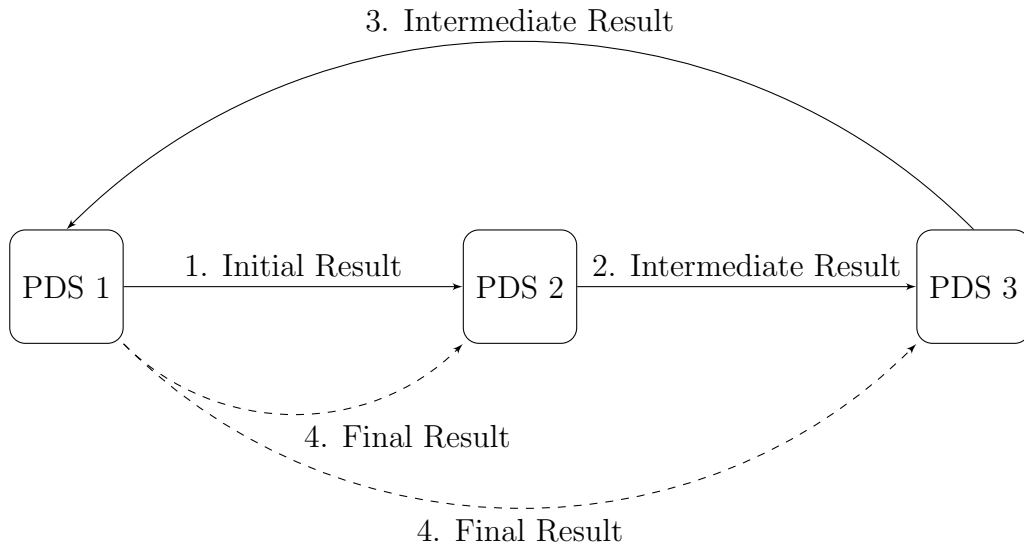 3. Intermediate Result
PDS 1
1. Initial Result
PDS 2
2. Intermediate Result
PDS 3
4. Final Result
4. Final Result